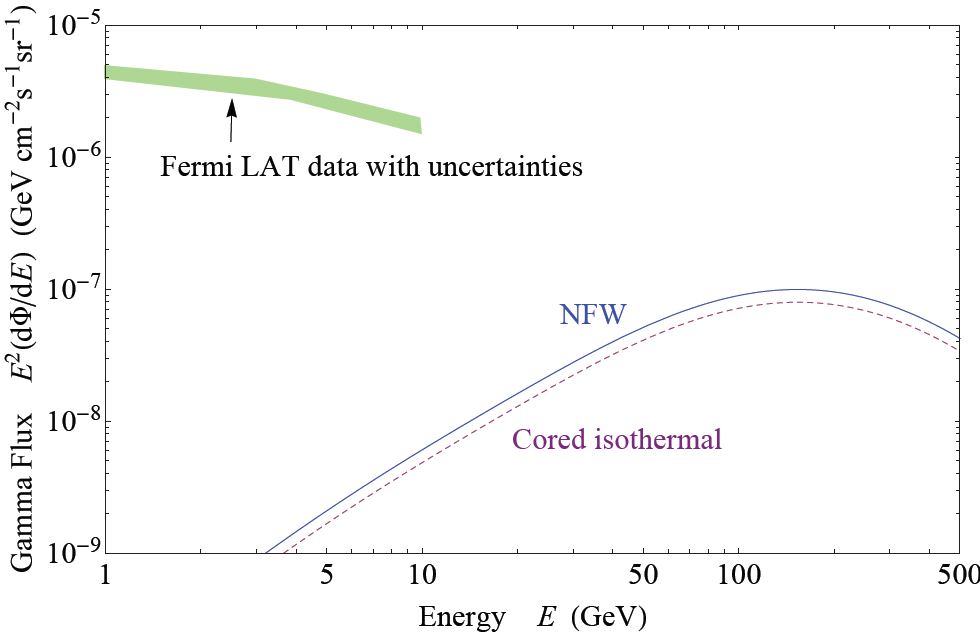 Gamma Flux E²(dΦ/dE) (GeV cm⁻²s⁻¹sr⁻¹)
10⁻⁵
10⁻⁶
10⁻⁷
10⁻⁸
10⁻⁹
Fermi LAT data with uncertainties
NFW
Cored isothermal
1 5 10 50 100 500
Energy E (GeV)